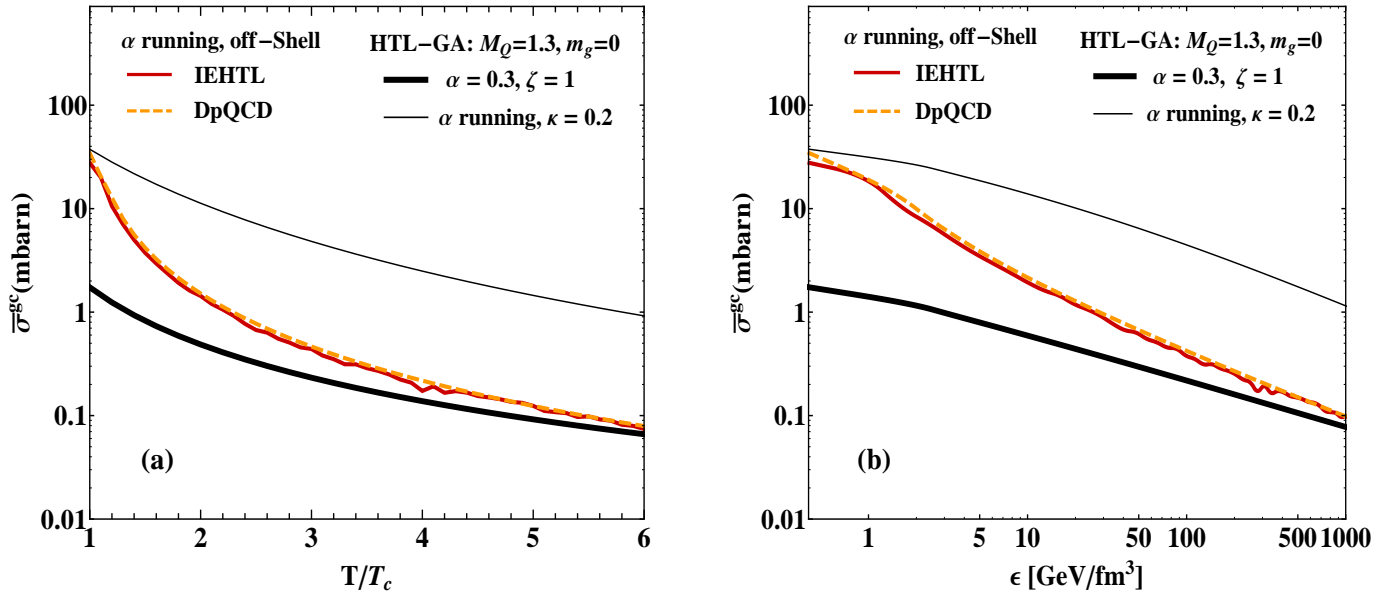 α running, off-Shell
IEHTL
DpQCD
HTL-GA: M_Q=1.3, m_g=0
α = 0.3, ζ = 1
α running, κ = 0.2
100
10
1
0.1
0.01
σ̄^gc(mbarn)
(a)
1 2 3 4 5 6
T/T_c
α running, off-Shell
IEHTL
DpQCD
HTL-GA: M_Q=1.3, m_g=0
α = 0.3, ζ = 1
α running, κ = 0.2
100
10
1
0.1
0.01
σ̄^gc(mbarn)
(b)
1 5 10 50 100 500 1000
ϵ [GeV/fm³]